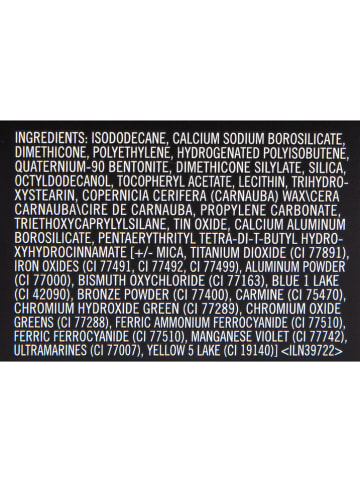 INGREDIENTS: ISODODECANE, CALCIUM SODIUM BOROSILICATE,
DIMETHICONE, POLYETHYLENE, HYDROGENATED POLYISOBUTENE,
QUATERNIUM-90 BENTONITE, DIMETHICONE SILYLATE, SILICA,
OCTYLDODECANOL, TOCOPHERYL ACETATE, LECITHIN, TRIHYDRO-
XYSTEARIN, COPERNICIA CERIFERA (CARNAUBA) WAX\CERA
CARNAUBA\CIRE DE CARNAUBA, PROPYLENE CARBONATE,
TRIETHOXYCAPRYLYLSILANE, TIN OXIDE, CALCIUM ALUMINUM
BOROSILICATE, PENTAERYTHRITYL TETRA-DI-T-BUTYL HYDRO-
XYHYDROCINNAMATE [+/- MICA, TITANIUM DIOXIDE (CI 77891),
IRON OXIDES (CI 77491, CI 77492, CI 77499), ALUMINUM POWDER
(CI 77000), BISMUTH OXYCHLORIDE (CI 77163), BLUE 1 LAKE
(CI 42090), BRONZE POWDER (CI 77400), CARMINE (CI 75470),
CHROMIUM HYDROXIDE GREEN (CI 77289), CHROMIUM OXIDE
GREENS (CI 77288), FERRIC AMMONIUM FERROCYANIDE (CI 77510),
FERRIC FERROCYANIDE (CI 77510), MANGANESE VIOLET (CI 77742),
ULTRAMARINES (CI 77007), YELLOW 5 LAKE (CI 19140)] <ILN39722>